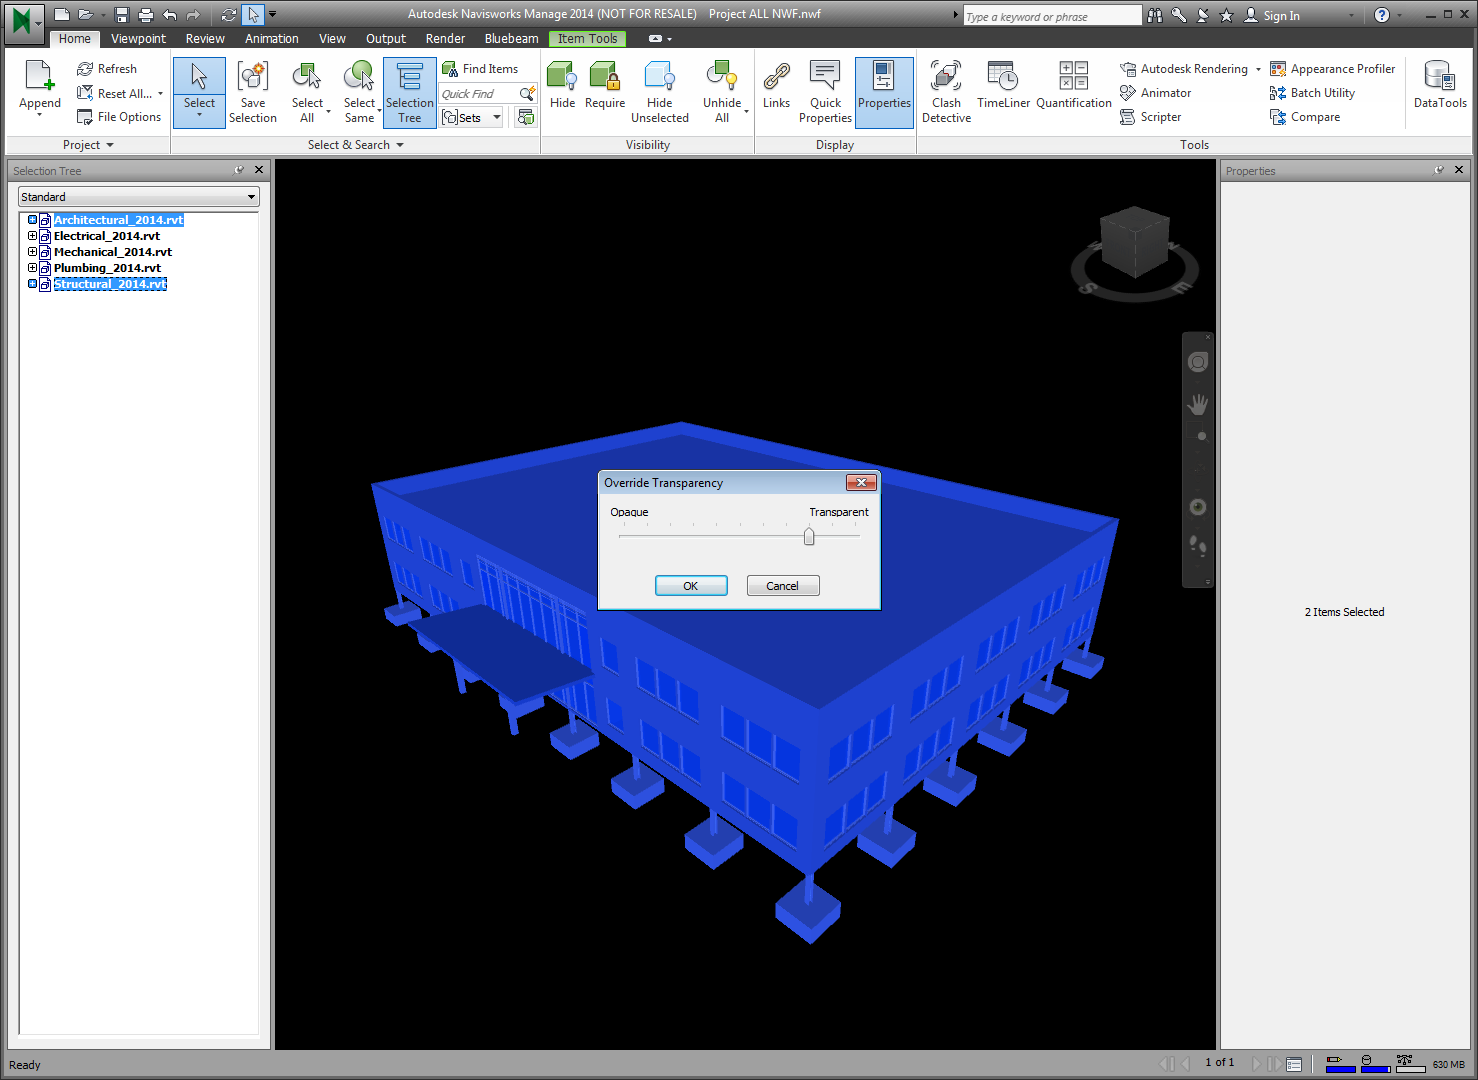 Autodesk Navisworks Manage 2014 (NOT FOR RESALE) Project ALL NWF.nwf
Type a keyword or phrase
Sign In
Home Viewpoint Review Animation View Output Render Bluebeam Item Tools
Append
Refresh
Reset All...
File Options
Project
Select
Save Selection
Select All
Select Same
Selection Tree
Find Items
Quick Find
Sets
Select & Search
Hide
Require
Hide Unselected
Unhide All
Visibility
Links
Quick Properties
Properties
Display
Clash Detective
TimeLiner
Quantification
Autodesk Rendering
Animator
Scripter
Appearance Profiler
Batch Utility
Compare
Tools
DataTools
Selection Tree
Standard
Architectural_2014.rvt
Electrical_2014.rvt
Mechanical_2014.rvt
Plumbing_2014.rvt
Structural_2014.rvt
S
E
N
Override Transparency
Opaque Transparent
OK Cancel
Properties
2 Items Selected
Ready
1 of 1
630 MB